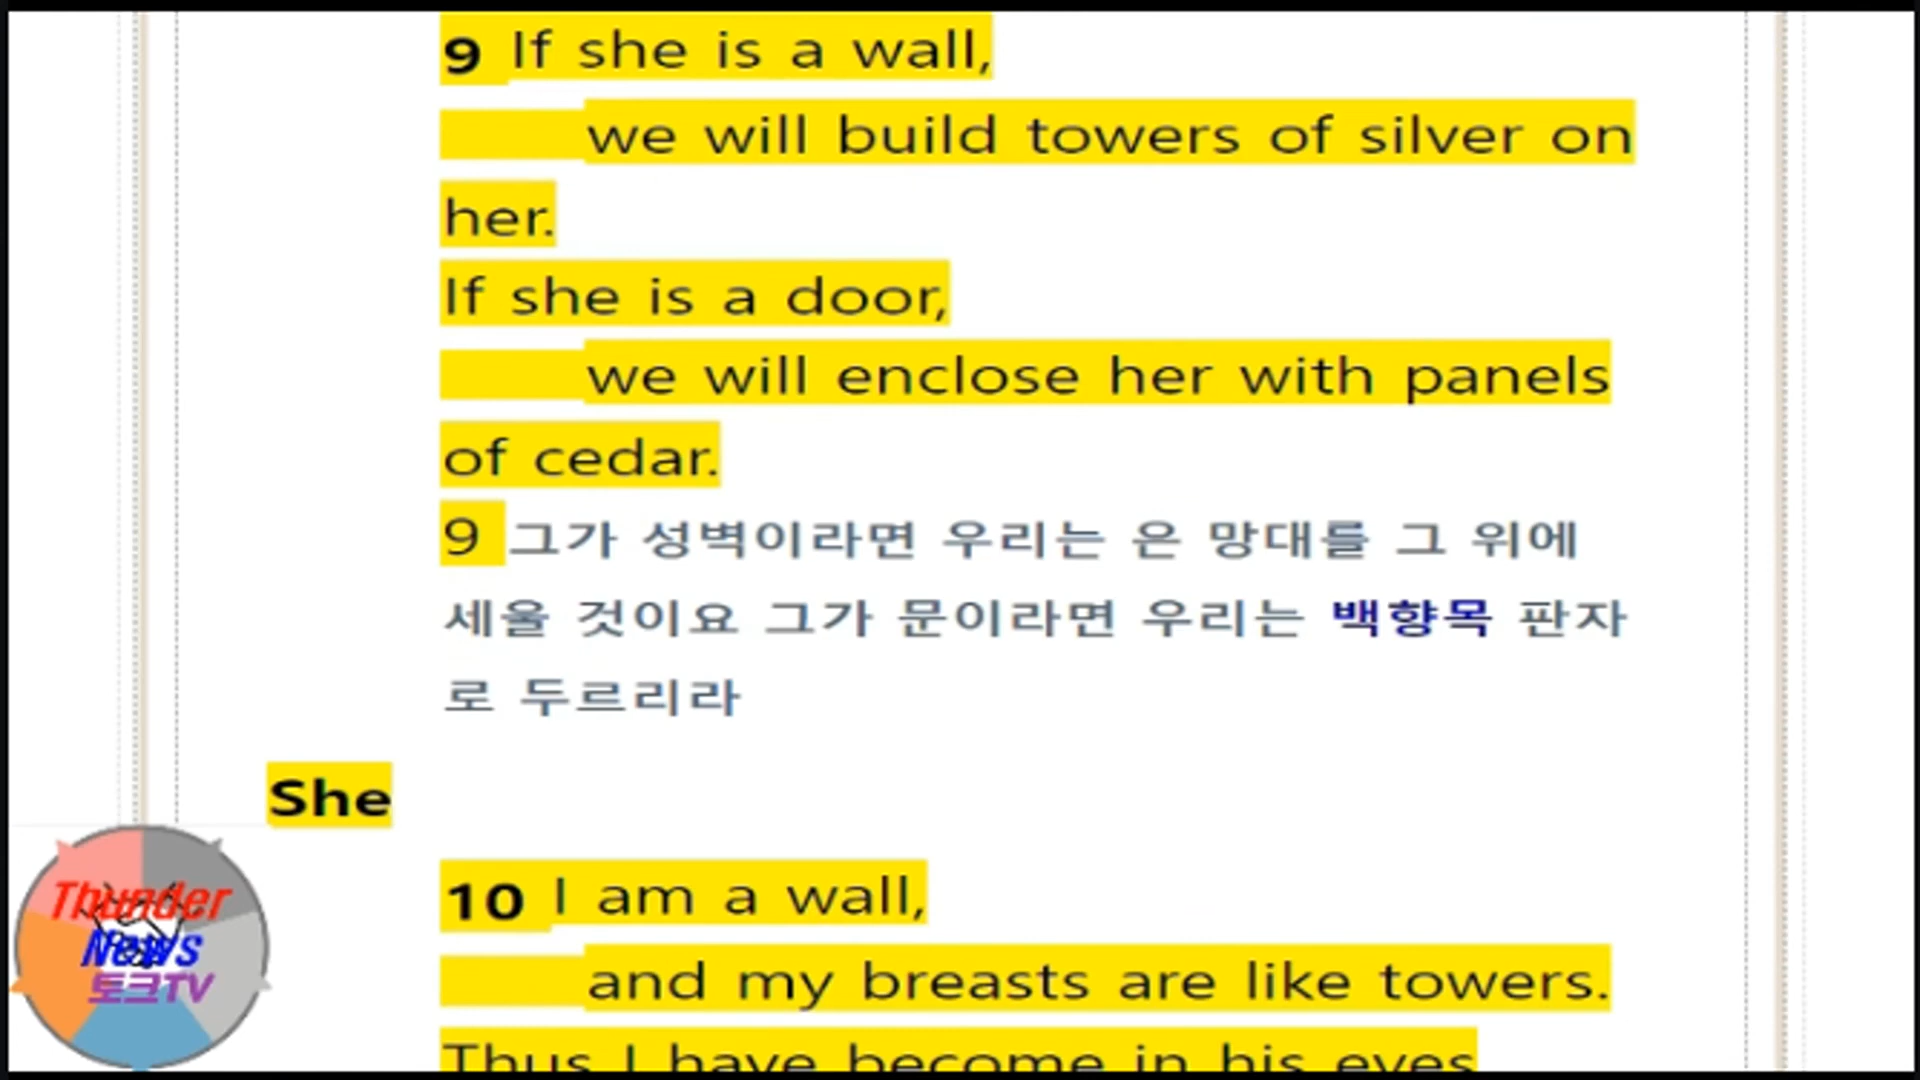 9 If she is a wall,
we will build towers of silver on
her.
If she is a door,
we will enclose her with panels
of cedar.
9 그가 성벽이라면 우리는 은 망대를 그 위에
세울 것이요 그가 문이라면 우리는 백향목 판자
로 두르리라
She
10 I am a wall,
and my breasts are like towers.
Thus I have become in his eyes
Thunder
News
토크TV